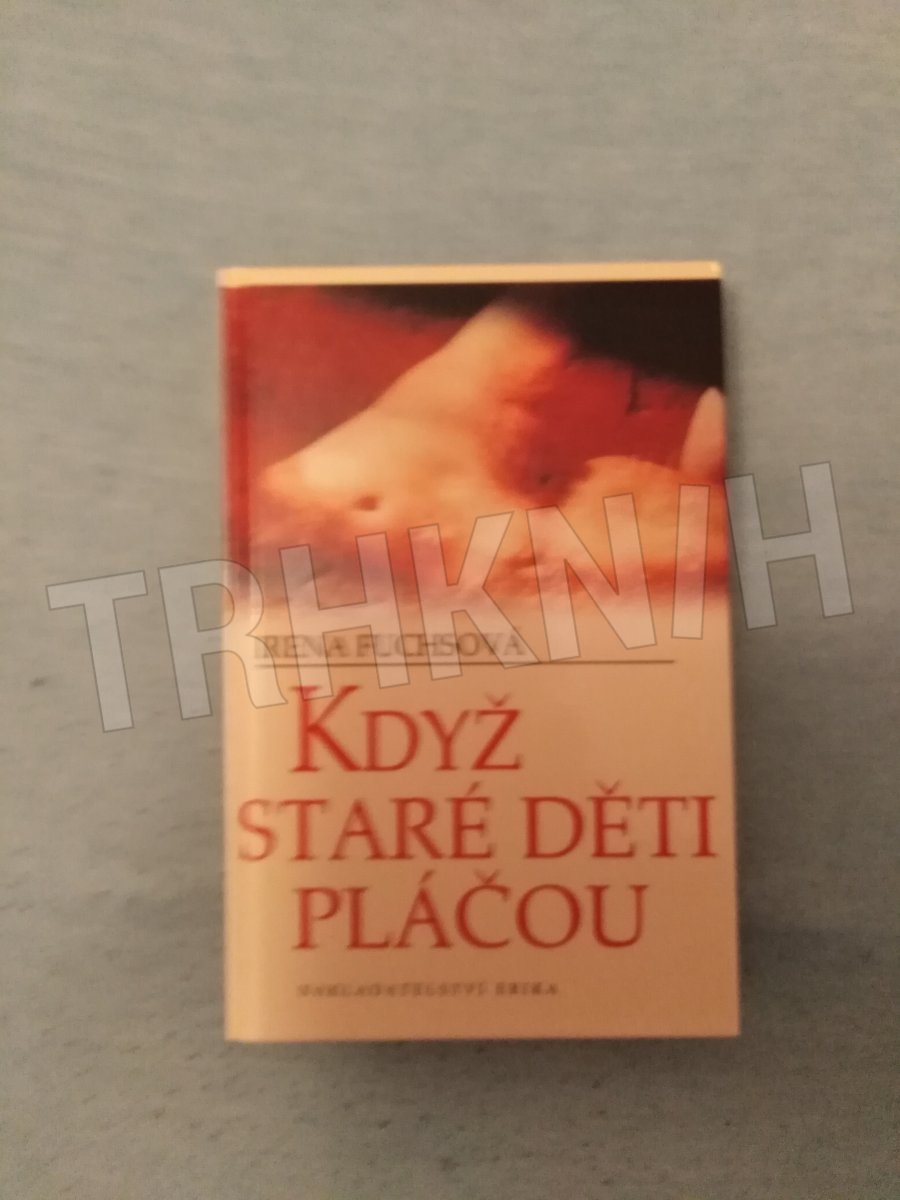 TRHKNIH
IRENA FUCHSOVÁ
KDYŽ
STARÉ DĚTI
PLÁČOU
NAKLADATELSTVÍ ERIKA